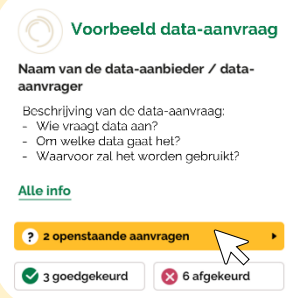 Voorbeeld data-aanvraag
Naam van de data-aanbieder / data-
aanvrager
Beschrijving van de data-aanvraag:
- Wie vraagt data aan?
- Om welke data gaat het?
- Waarvoor zal het worden gebruikt?
Alle info
? 2 openstaande aanvragen
3 goedgekeurd
6 afgekeurd